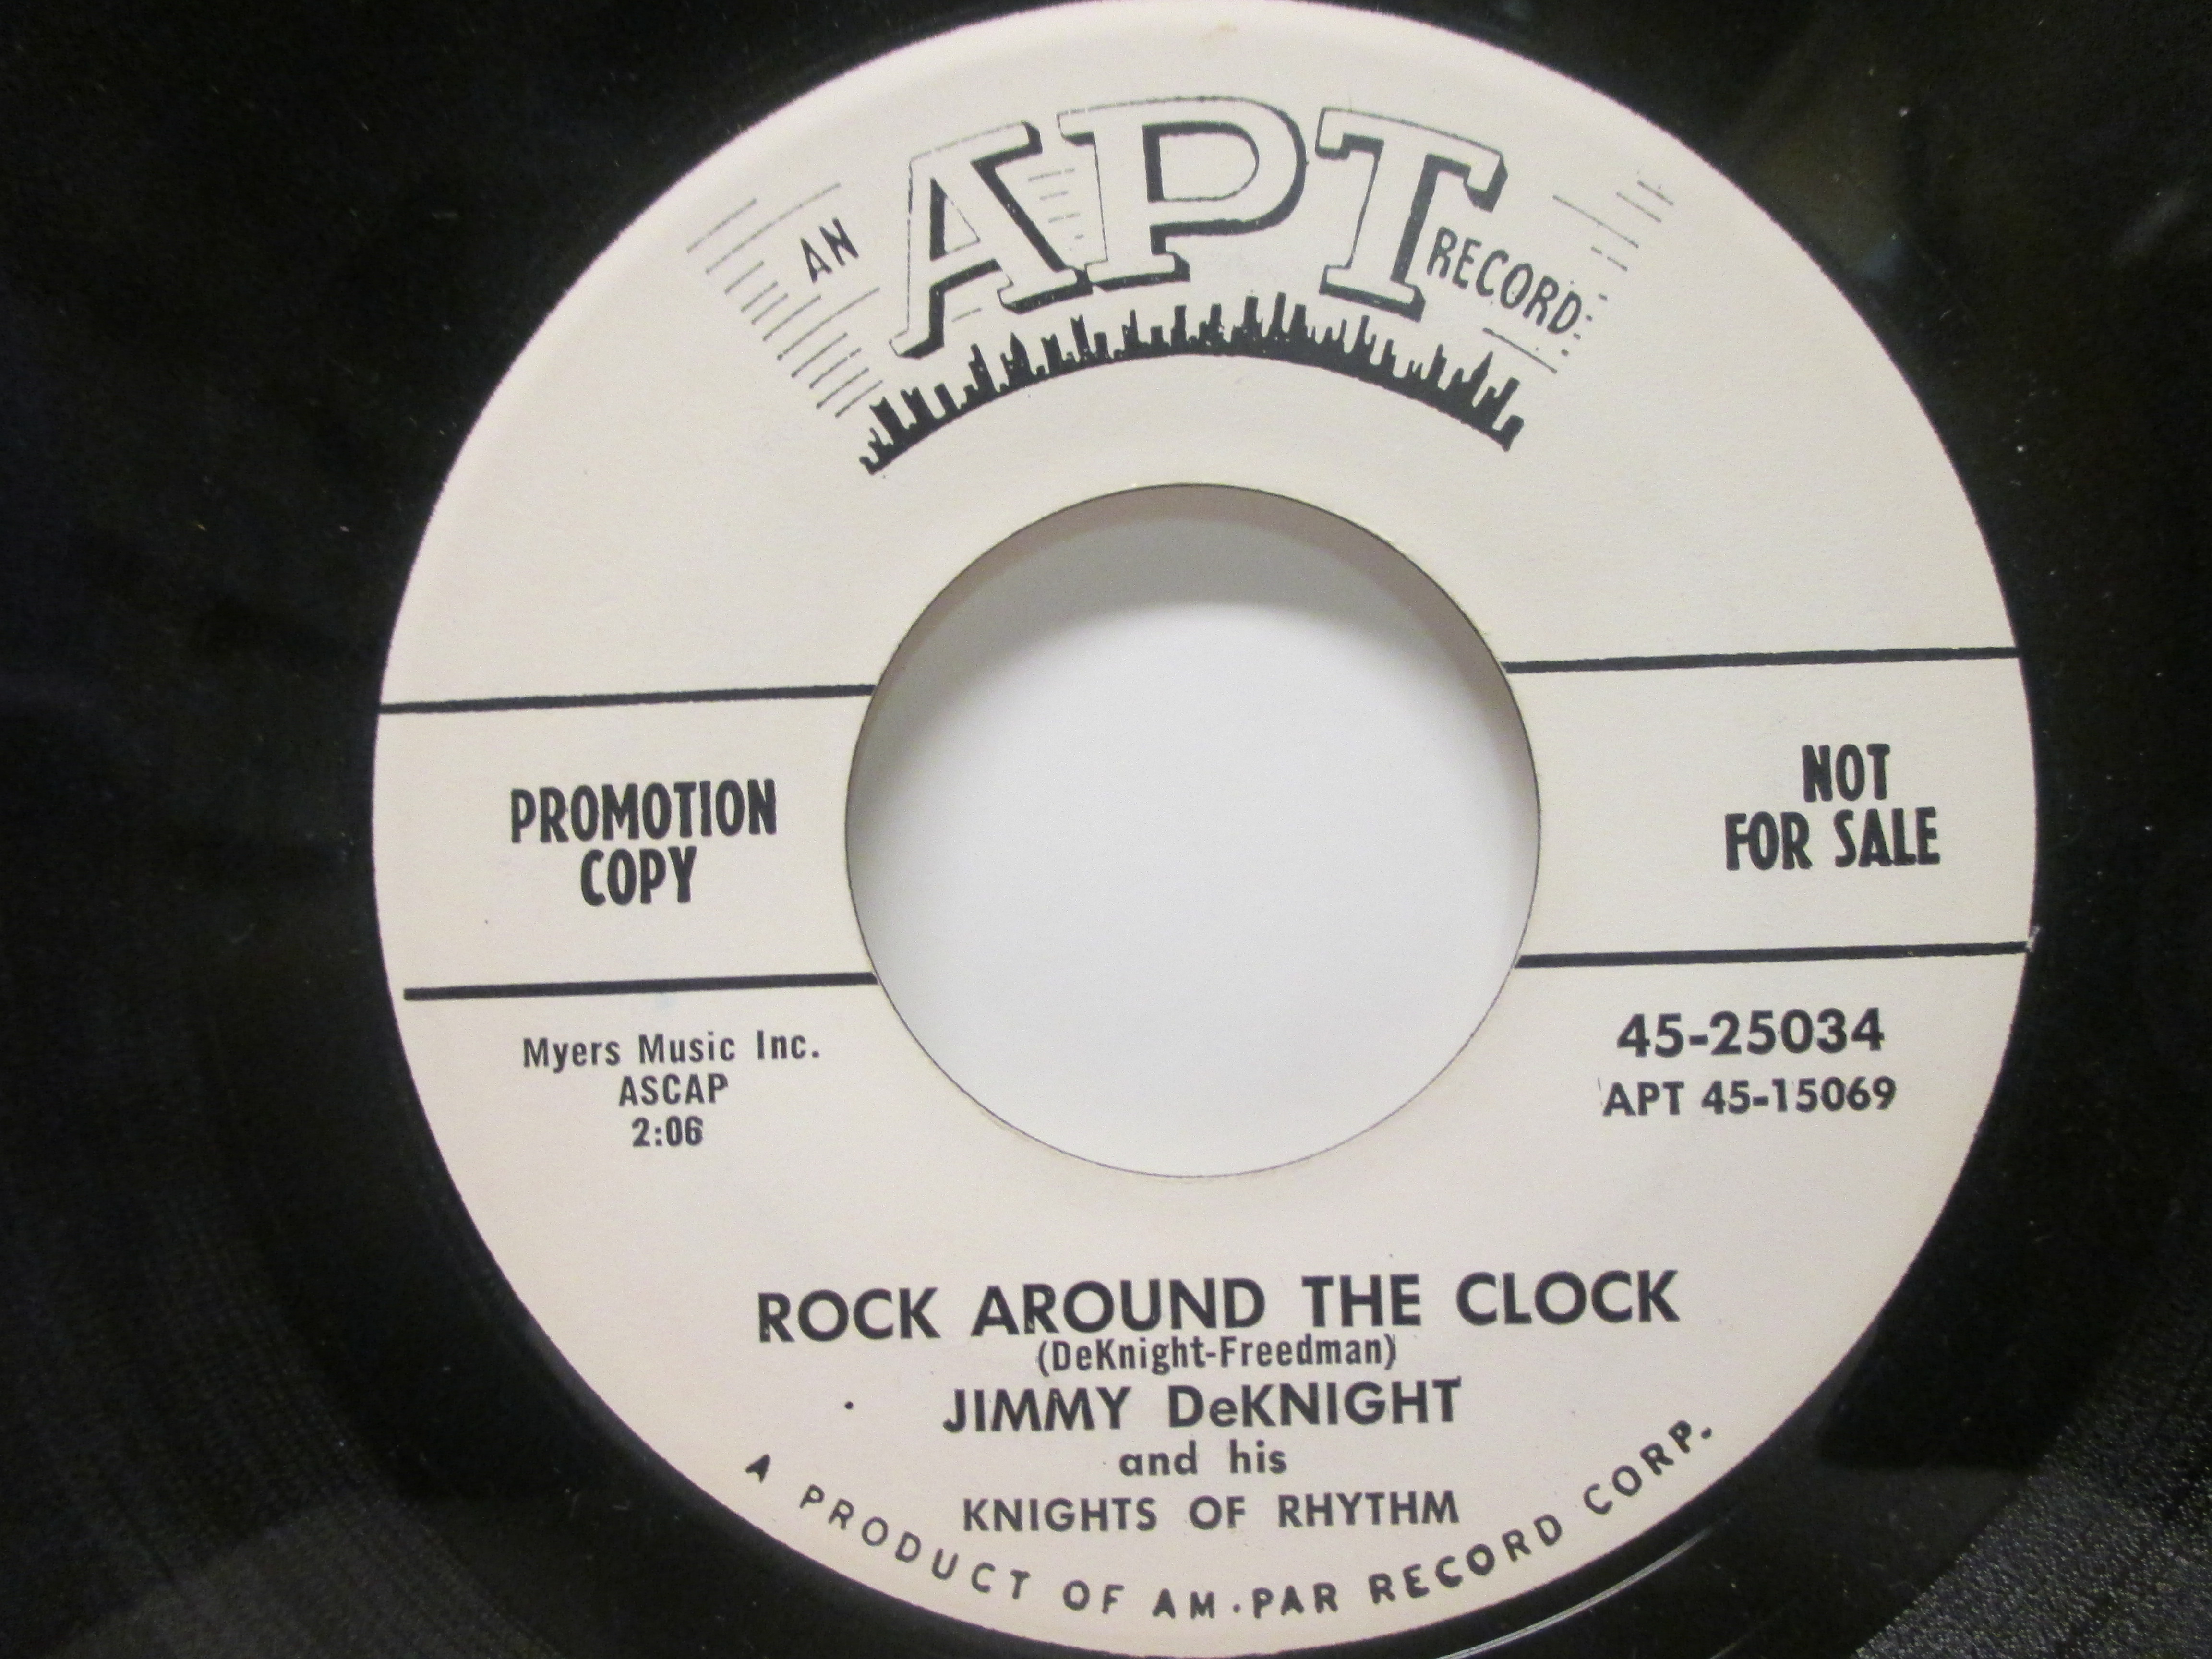 AN APT RECORD
PROMOTION
COPY
NOT
FOR SALE
Myers Music Inc.
ASCAP
2:06
45-25034
APT 45-15069
ROCK AROUND THE CLOCK
(DeKnight-Freedman)
JIMMY DeKNIGHT
and his
KNIGHTS OF RHYTHM
A PRODUCT OF AM-PAR RECORD CORP.